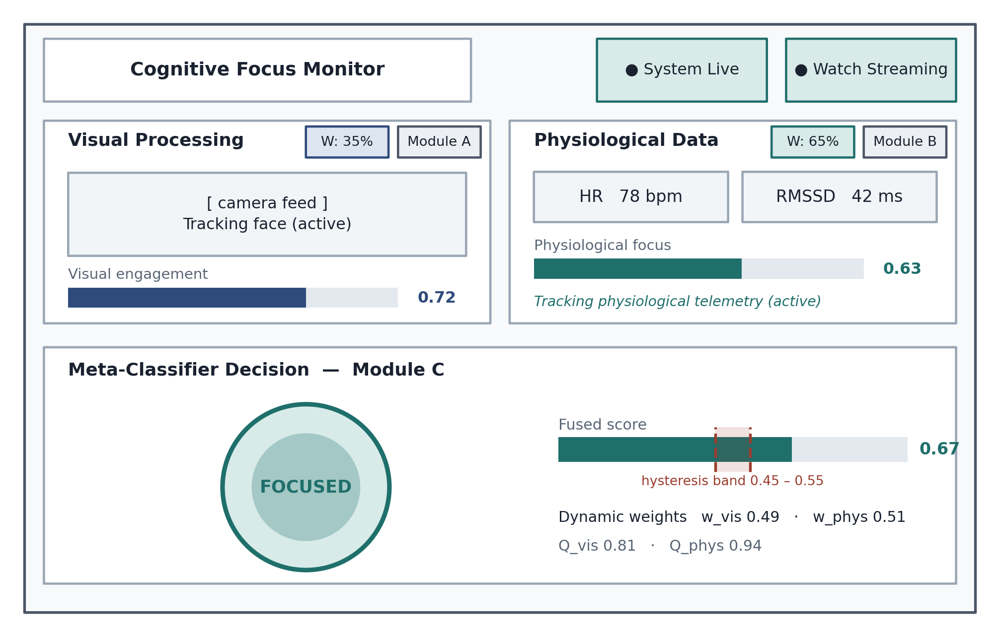 Cognitive Focus Monitor
● System Live
● Watch Streaming
Visual Processing
W: 35%
Module A
[ camera feed ]
Tracking face (active)
Visual engagement
0.72
Physiological Data
W: 65%
Module B
HR 78 bpm
RMSSD 42 ms
Physiological focus
0.63
Tracking physiological telemetry (active)
Meta-Classifier Decision — Module C
FOCUSED
Fused score
0.67
hysteresis band 0.45 – 0.55
Dynamic weights w_vis 0.49 · w_phys 0.51
Q_vis 0.81 · Q_phys 0.94